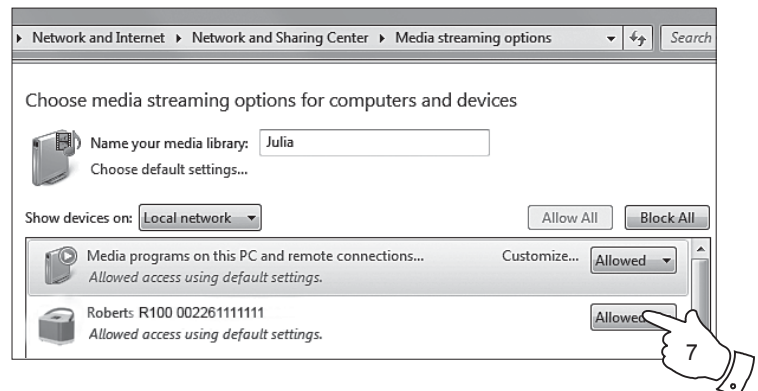 Network and Internet Network and Sharing Center Media streaming options Search
Choose media streaming options for computers and devices
Name your media library: Julia
Choose default settings...
Show devices on: Local network Allow All Block All
Media programs on this PC and remote connections... Customize... Allowed
Allowed access using default settings.
Roberts R100 002261111111 Allowed
Allowed access using default settings.
7